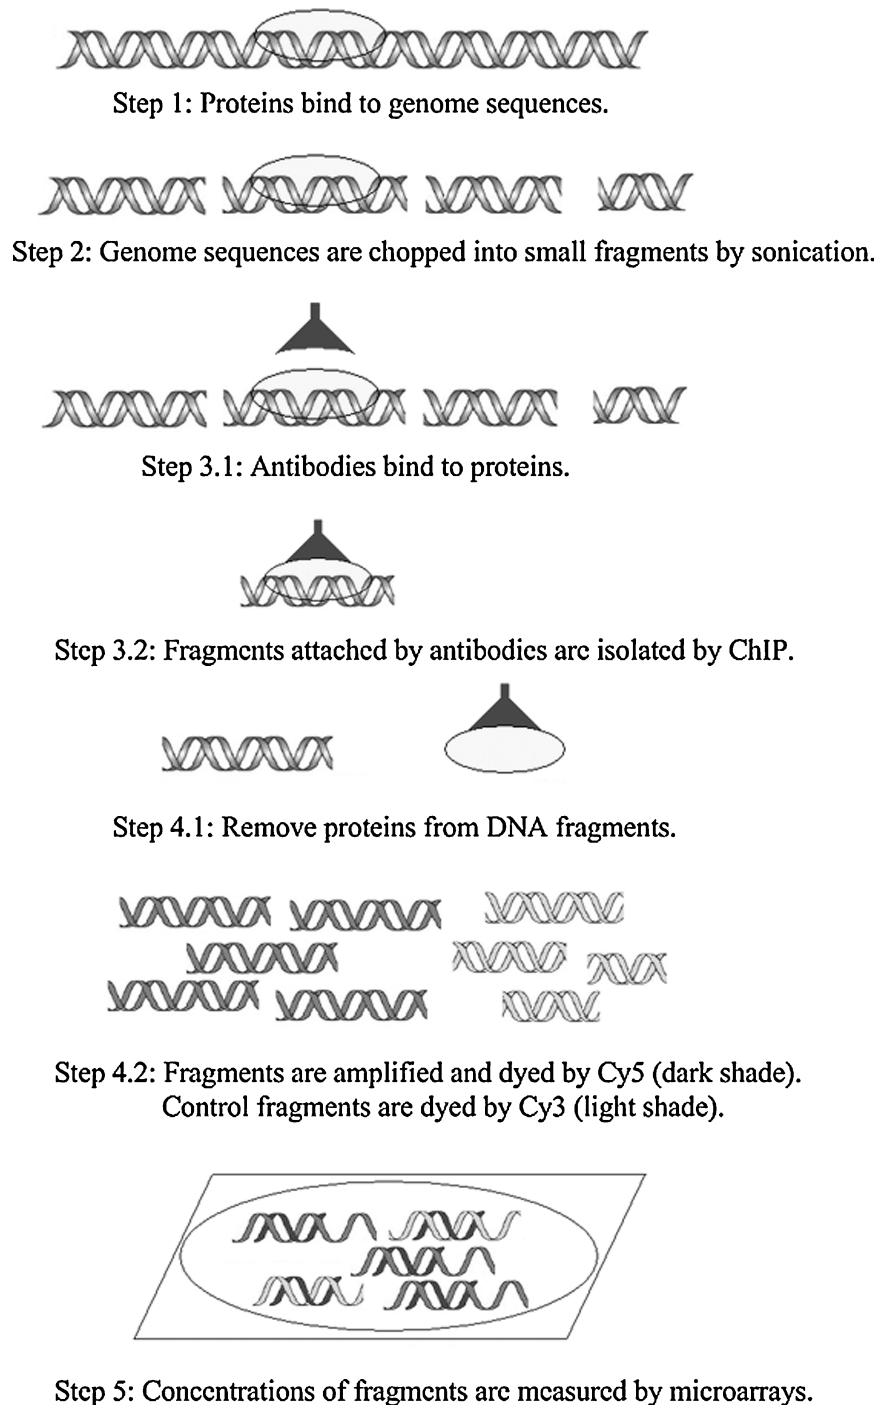 Step 1: Proteins bind to genome sequences.
Step 2: Genome sequences are chopped into small fragments by sonication.
Step 3.1: Antibodies bind to proteins.
Step 3.2: Fragments attached by antibodies are isolated by ChIP.
Step 4.1: Remove proteins from DNA fragments.
Step 4.2: Fragments are amplified and dyed by Cy5 (dark shade).
Control fragments are dyed by Cy3 (light shade).
Step 5: Concentrations of fragments are measured by microarrays.